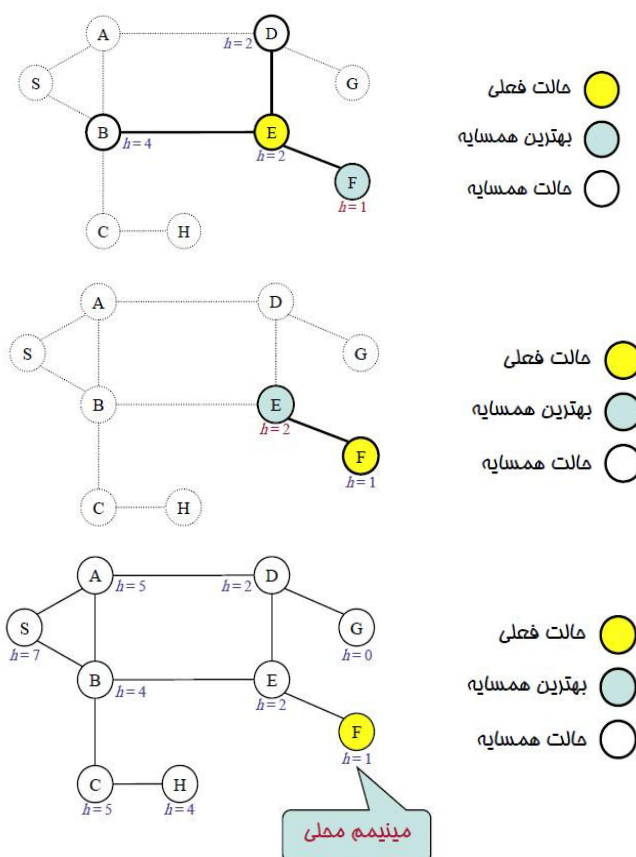 A
D
h=2
S
G
حالت فعلی
B
h=4
E
h=2
بهترین همسایه
F
h=1
حالت همسایه
C
H
A
D
S
G
حالت فعلی
B
E
h=2
بهترین همسایه
F
h=1
حالت همسایه
C
H
A
h=5
D
h=2
S
h=7
G
h=0
حالت فعلی
B
h=4
E
h=2
بهترین همسایه
F
h=1
حالت همسایه
C
h=5
H
h=4
مینیمم محلی